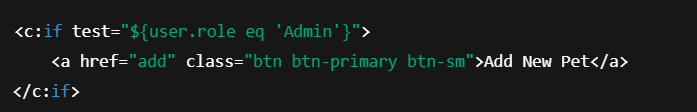 <c:if test="${user.role eq 'Admin'}">
    <a href="add" class="btn btn-primary btn-sm">Add New Pet</a>
</c:if>